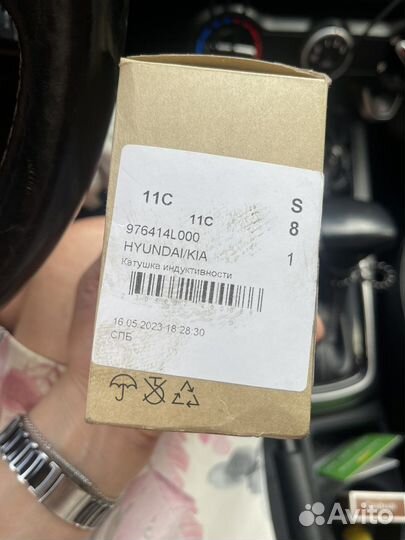 11C
S
11C
8
976414L000
HYUNDAI/KIA
1
Катушка индуктивности
16.05.2023 18:28:30
СПБ
Avito